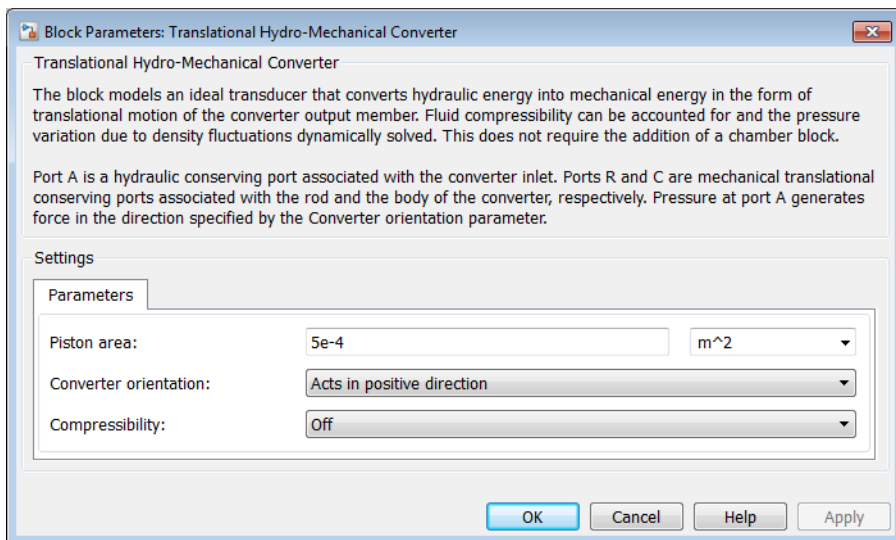 Block Parameters: Translational Hydro-Mechanical Converter
Translational Hydro-Mechanical Converter
The block models an ideal transducer that converts hydraulic energy into mechanical energy in the form of
translational motion of the converter output member. Fluid compressibility can be accounted for and the pressure
variation due to density fluctuations dynamically solved. This does not require the addition of a chamber block.
Port A is a hydraulic conserving port associated with the converter inlet. Ports R and C are mechanical translational
conserving ports associated with the rod and the body of the converter, respectively. Pressure at port A generates
force in the direction specified by the Converter orientation parameter.
Settings
Parameters
Piston area: 5e-4 m^2
Converter orientation: Acts in positive direction
Compressibility: Off
OK Cancel Help Apply